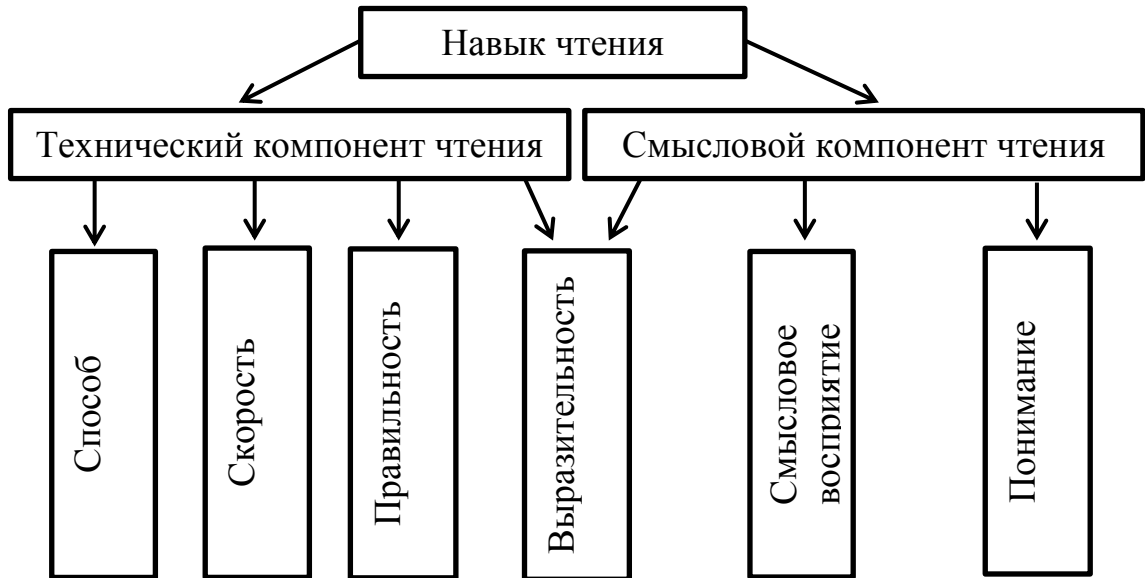 Навык чтения
Технический компонент чтения
Смысловой компонент чтения
Способ
Скорость
Правильность
Выразительность
Смысловое
восприятие
Понимание